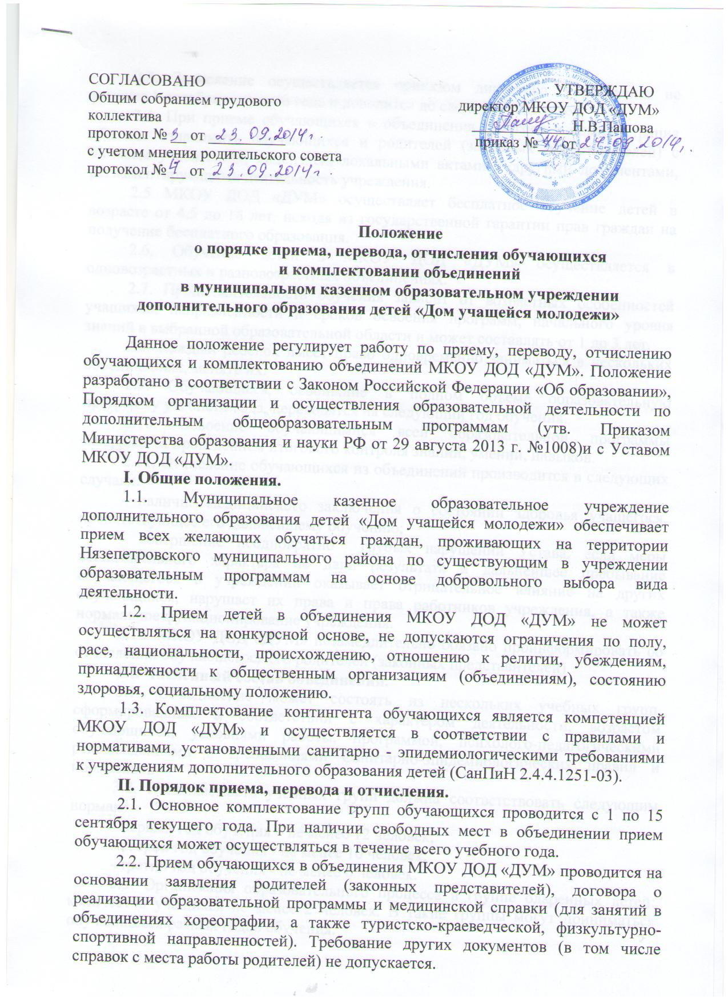 СОГЛАСОВАНО
Общим собранием трудового
коллектива
протокол № 3 от 23.09.2014г.
с учетом мнения родительского совета
протокол № от 23.09.2014г.
УТВЕРЖДАЮ
директор МКОУ ДОД «ДУМ»
Н.В.Пашова
приказ № 44 от 27.09.2014г.
Положение
о порядке приема, перевода, отчисления обучающихся
и комплектовании объединений
в муниципальном казенном образовательном учреждении
дополнительного образования детей «Дом учащейся молодежи»
Данное положение регулирует работу по приему, переводу, отчислению
обучающихся и комплектованию объединений МКОУ ДОД «ДУМ». Положение
разработано в соответствии с Законом Российской Федерации «Об образовании»,
Порядком организации и осуществления образовательной деятельности по
дополнительным общеобразовательным программам (утв. Приказом
Министерства образования и науки РФ от 29 августа 2013 г. №1008)и с Уставом
МКОУ ДОД «ДУМ».
I. Общие положения.
1.1. Муниципальное казенное образовательное учреждение
дополнительного образования детей «Дом учащейся молодежи» обеспечивает
прием всех желающих обучаться граждан, проживающих на территории
Нязепетровского муниципального района по существующим в учреждении
образовательным программам на основе добровольного выбора вида
деятельности.
1.2. Прием детей в объединения МКОУ ДОД «ДУМ» не может
осуществляться на конкурсной основе, не допускаются ограничения по полу,
расе, национальности, происхождению, отношению к религии, убеждениям,
принадлежности к общественным организациям (объединениям), состоянию
здоровья, социальному положению.
1.3. Комплектование контингента обучающихся является компетенцией
МКОУ ДОД «ДУМ» и осуществляется в соответствии с правилами и
нормативами, установленными санитарно - эпидемиологическими требованиями
к учреждениям дополнительного образования детей (СанПиН 2.4.4.1251-03).
II. Порядок приема, перевода и отчисления.
2.1. Основное комплектование групп обучающихся проводится с 1 по 15
сентября текущего года. При наличии свободных мест в объединении прием
обучающихся может осуществляться в течение всего учебного года.
2.2. Прием обучающихся в объединения МКОУ ДОД «ДУМ» проводится на
основании заявления родителей (законных представителей), договора о
реализации образовательной программы и медицинской справки (для занятий в
объединениях хореографии, а также туристско-краеведческой, физкультурно-
спортивной направленностей). Требование других документов (в том числе
справок с места работы родителей) не допускается.